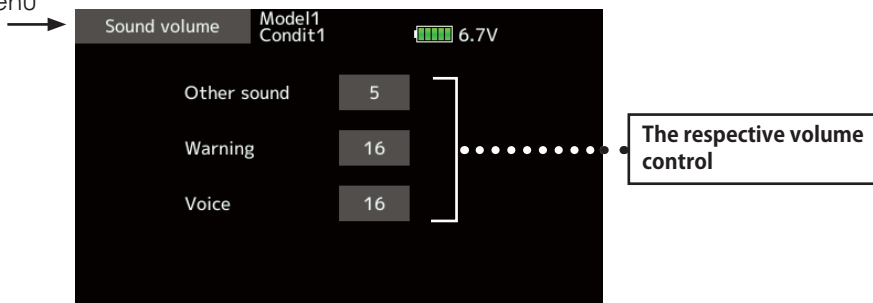 Sound volume
Model1
Condit1
6.7V
Other sound 5
Warning 16
Voice 16
The respective volume
control